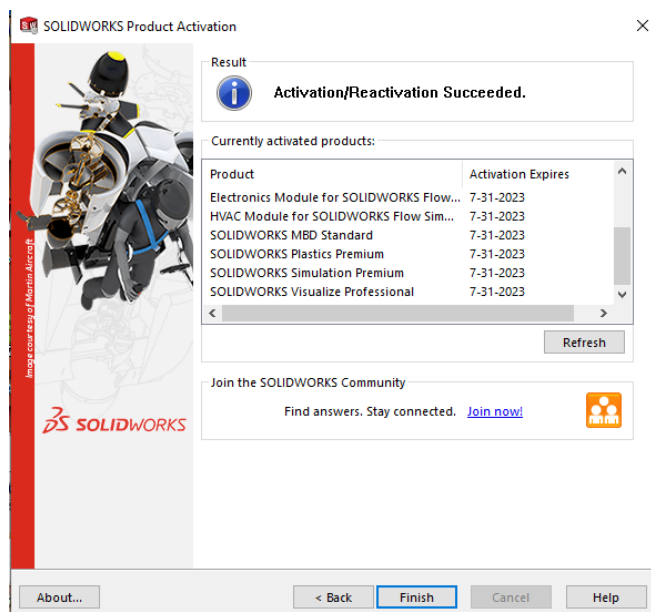 SOLIDWORKS Product Activation
Result
Activation/Reactivation Succeeded.
Currently activated products:
Product Activation Expires
Electronics Module for SOLIDWORKS Flow... 7-31-2023
HVAC Module for SOLIDWORKS Flow Sim... 7-31-2023
SOLIDWORKS MBD Standard 7-31-2023
SOLIDWORKS Plastics Premium 7-31-2023
SOLIDWORKS Simulation Premium 7-31-2023
SOLIDWORKS Visualize Professional 7-31-2023
Refresh
Join the SOLIDWORKS Community
Find answers. Stay connected. Join now!
Image courtesy of Martin Aircraft
SOLIDWORKS
About... < Back Finish Cancel Help